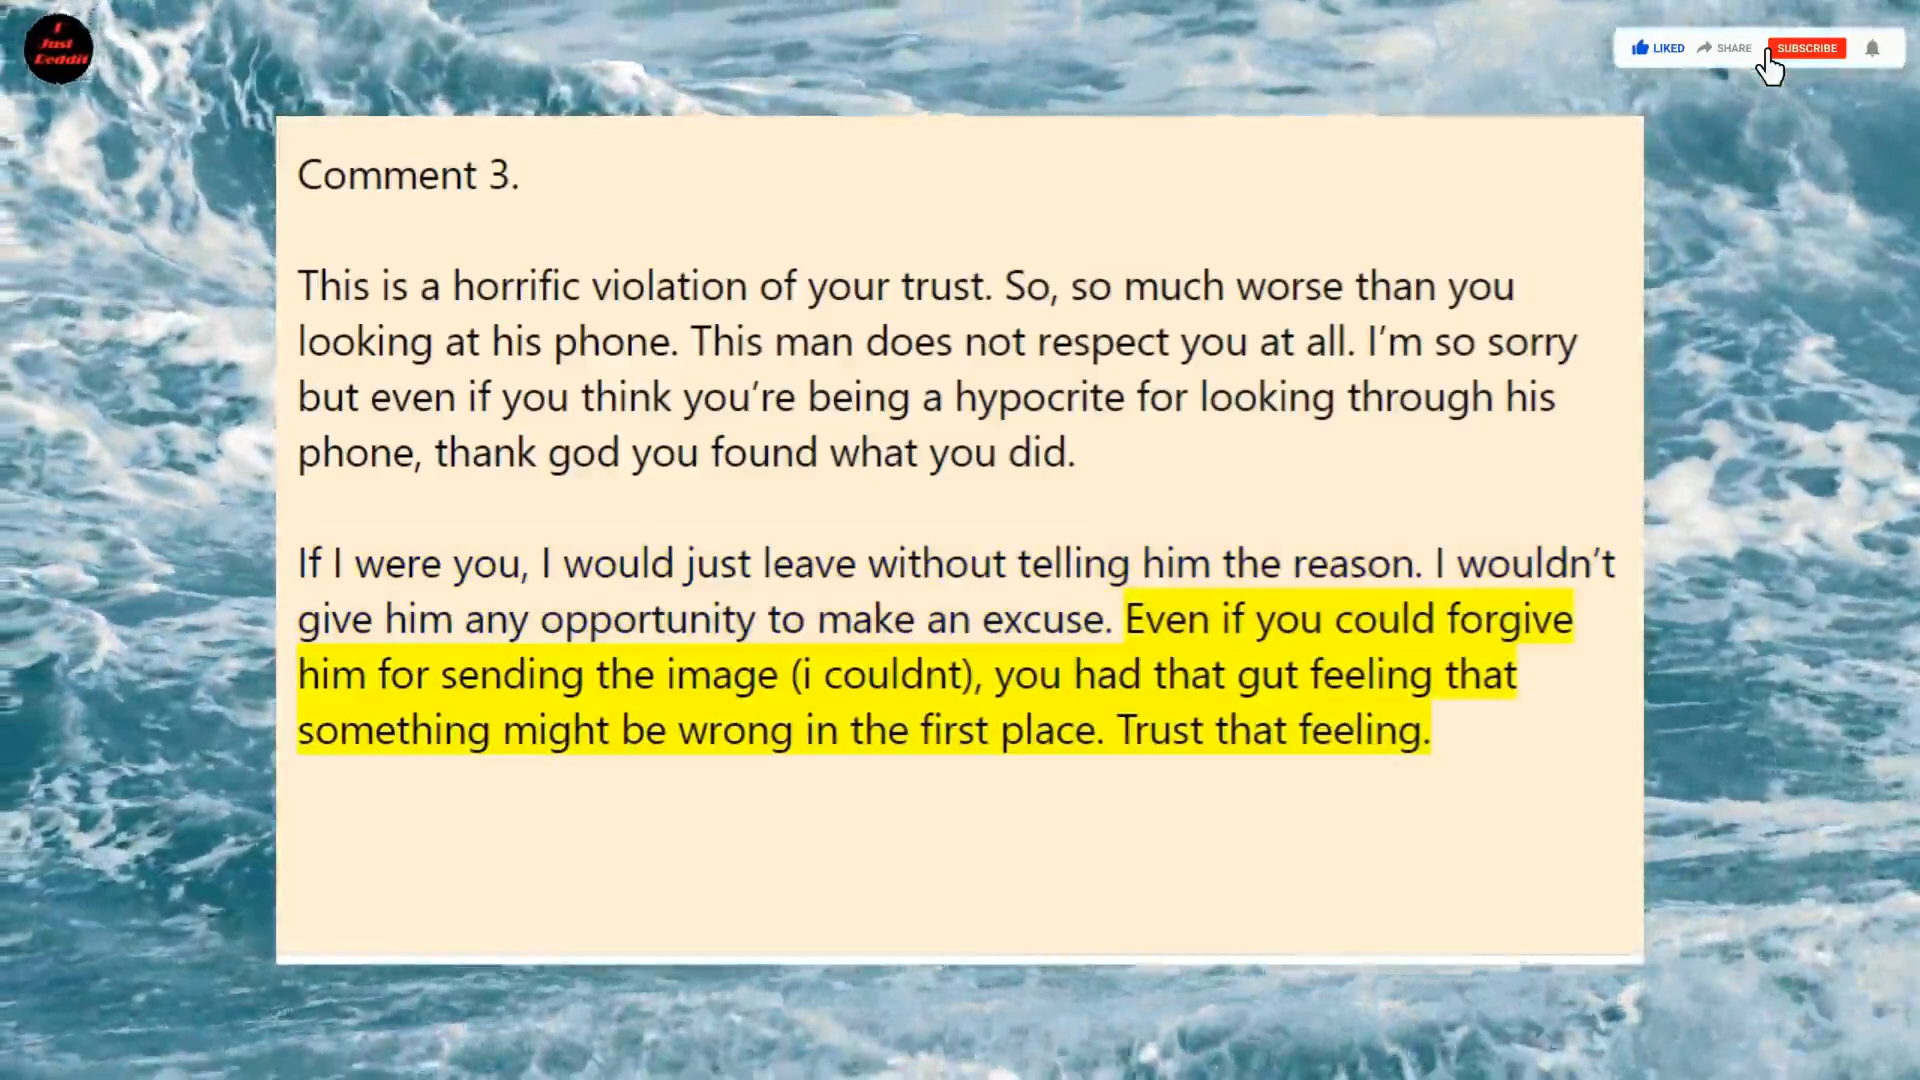 I
Just
Reddit
LIKED SHARE SUBSCRIBE
Comment 3.
This is a horrific violation of your trust. So, so much worse than you
looking at his phone. This man does not respect you at all. I’m so sorry
but even if you think you’re being a hypocrite for looking through his
phone, thank god you found what you did.
If I were you, I would just leave without telling him the reason. I wouldn’t
give him any opportunity to make an excuse. Even if you could forgive
him for sending the image (i couldnt), you had that gut feeling that
something might be wrong in the first place. Trust that feeling.